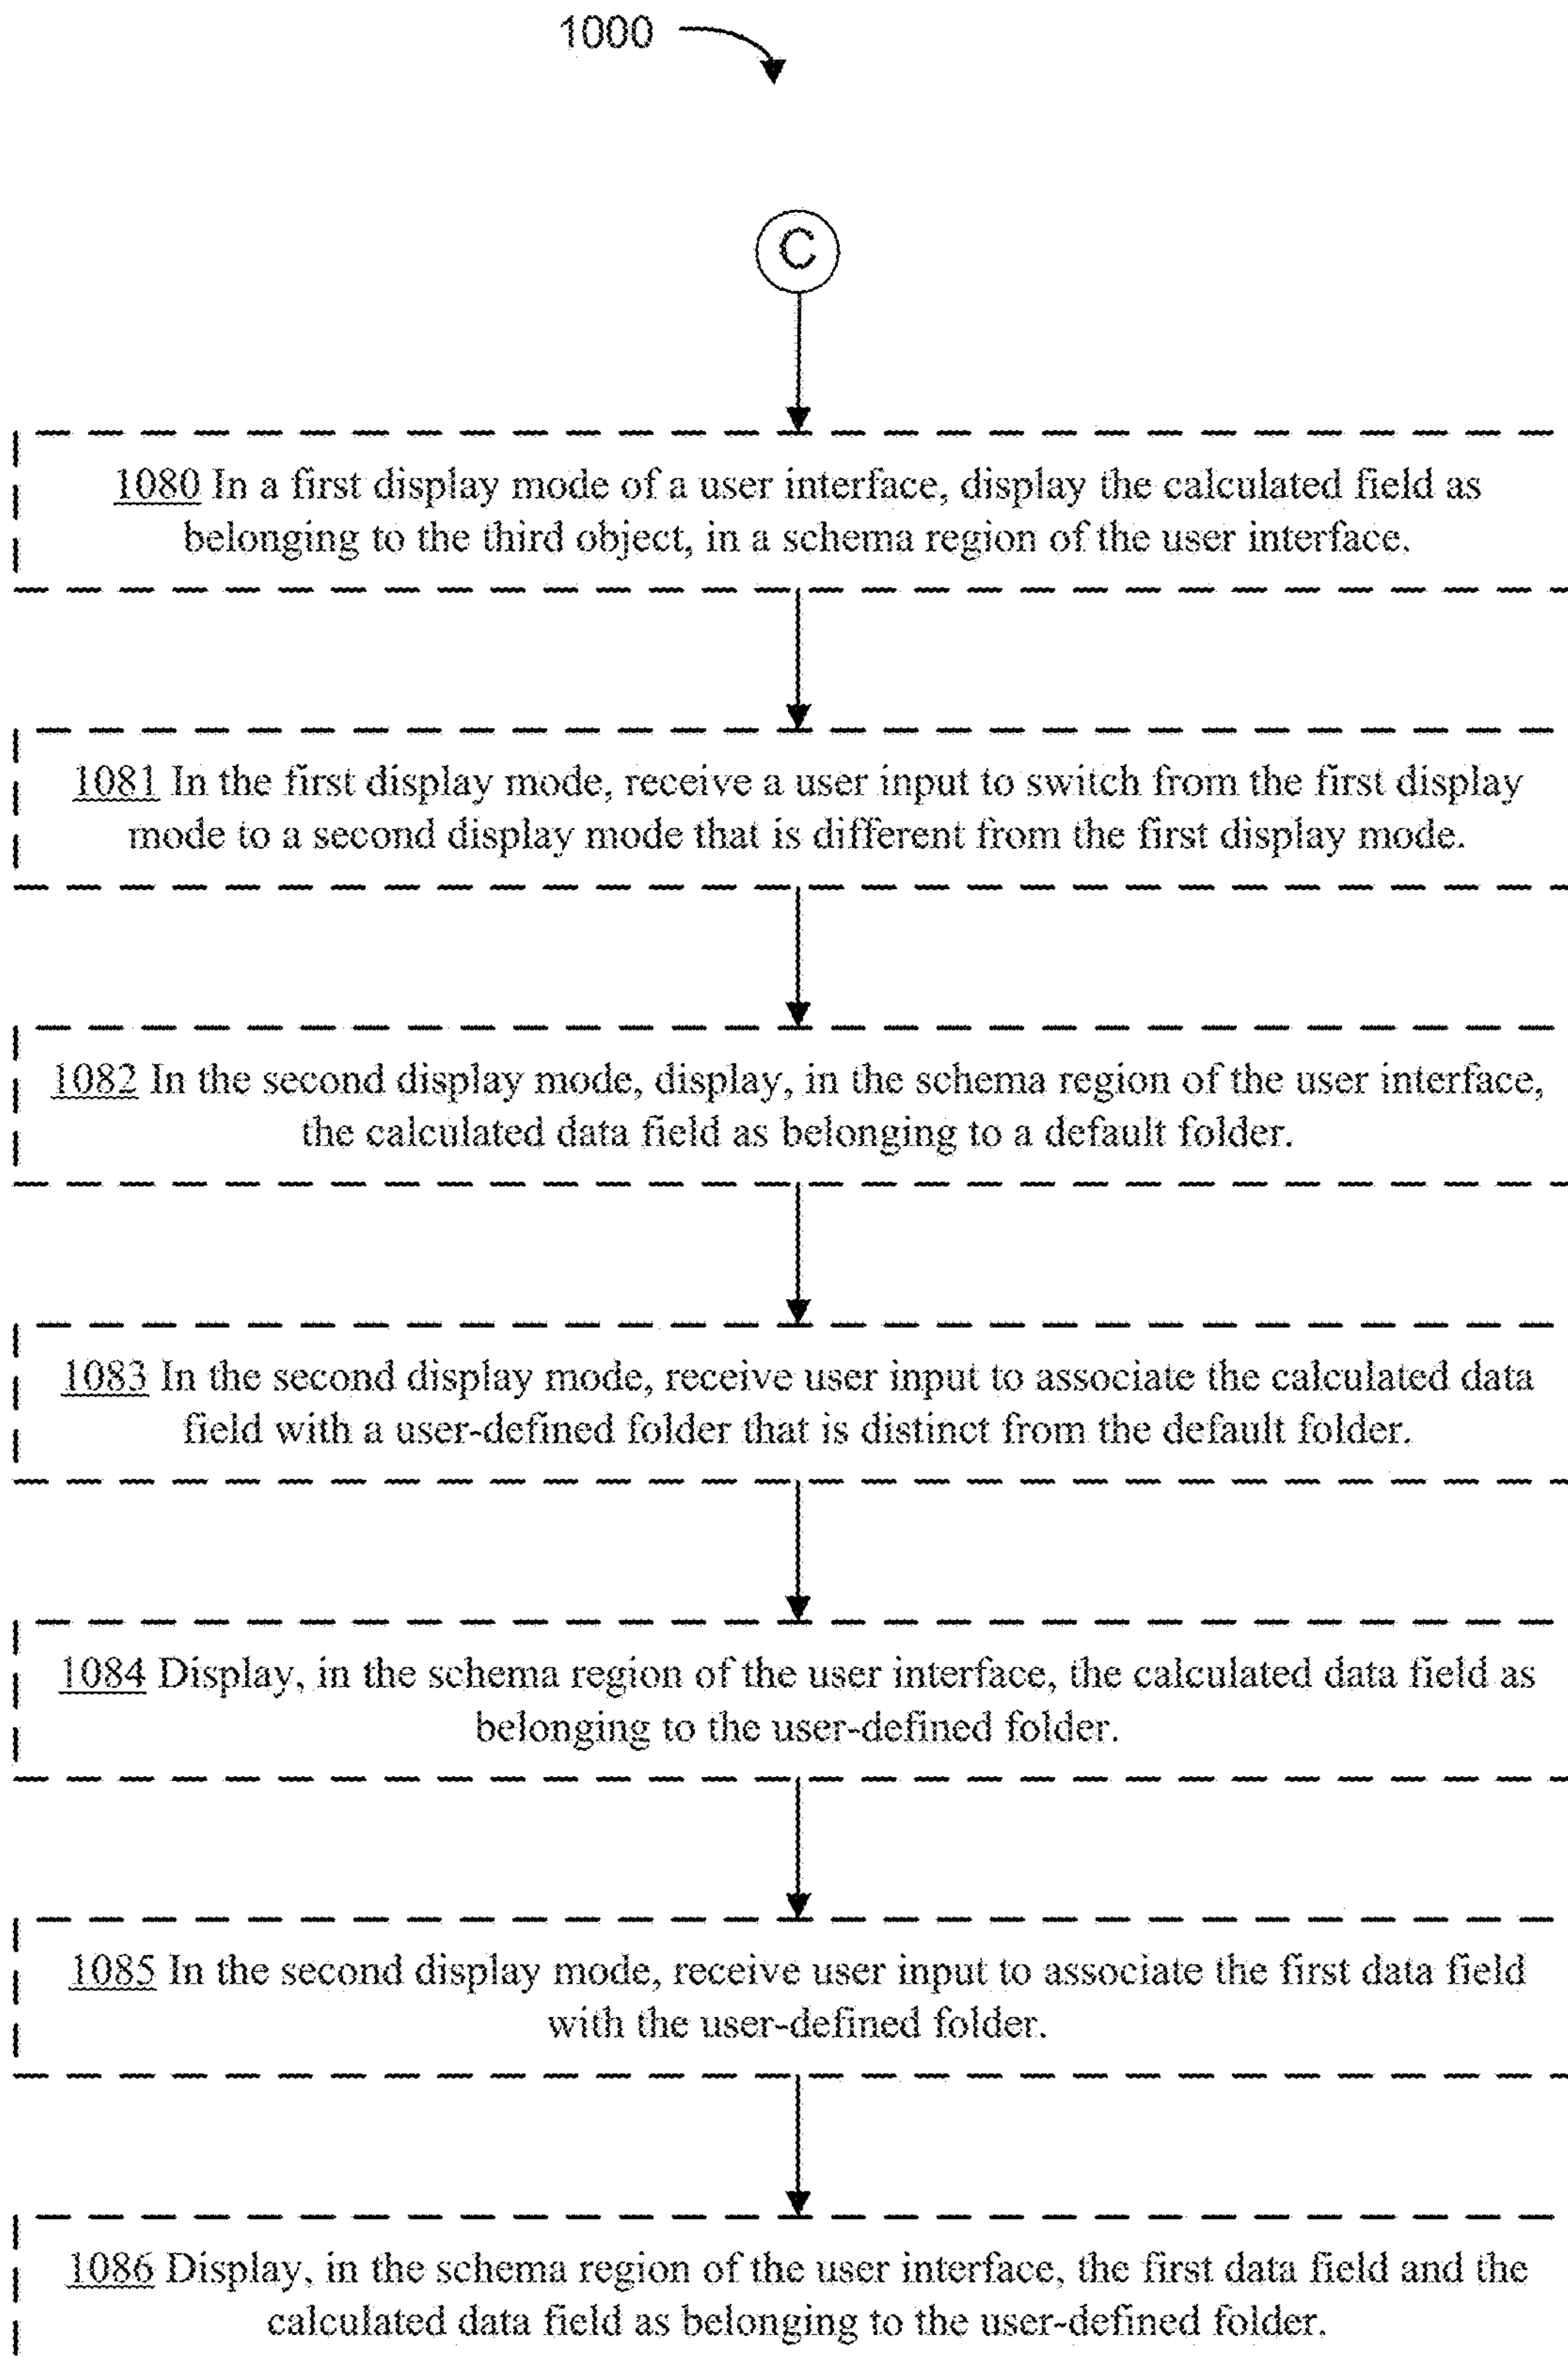 1000
C
1080 In a first display mode of a user interface, display the calculated field as
belonging to the third object, in a schema region of the user interface.
1081 In the first display mode, receive a user input to switch from the first display
mode to a second display mode that is different from the first display mode.
1082 In the second display mode, display, in the schema region of the user interface,
the calculated data field as belonging to a default folder.
1083 In the second display mode, receive user input to associate the calculated data
field with a user-defined folder that is distinct from the default folder.
1084 Display, in the schema region of the user interface, the calculated data field as
belonging to the user-defined folder.
1085 In the second display mode, receive user input to associate the first data field
with the user-defined folder.
1086 Display, in the schema region of the user interface, the first data field and the
calculated data field as belonging to the user-defined folder.